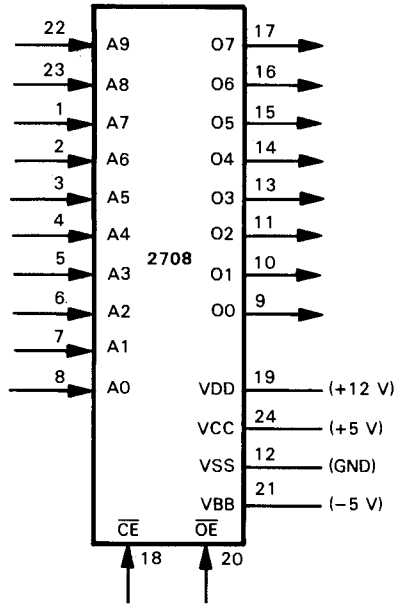 22 A9 O7 17
23 A8 O6 16
1 A7 O5 15
2 A6 O4 14
3 A5 O3 13
4 A4 O2 11
2708
5 A3 O1 10
6 A2 O0 9
7 A1
8 A0 VDD 19 (+12 V)
VCC 24 (+5 V)
VSS 12 (GND)
VBB 21 (−5 V)
C̅E̅ O̅E̅
18 20